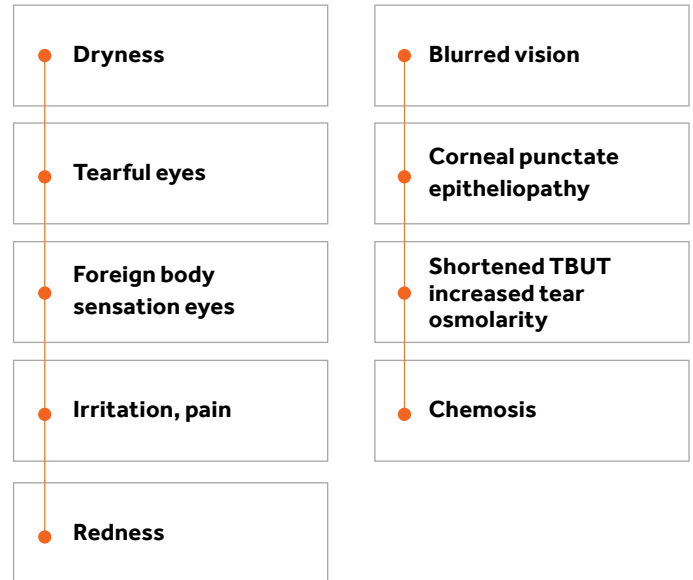 Dryness
Tearful eyes
Foreign body
sensation eyes
Irritation, pain
Redness
Blurred vision
Corneal punctate
epitheliopathy
Shortened TBUT
increased tear
osmolarity
Chemosis